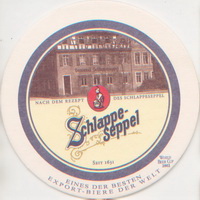 NACH DEM REZEPT DES SCHLAPPESEPPEL
Schlappe-
Seppel
SEIT 1631
EINES DER BESTEN
EXPORT-BIERE DER WELT